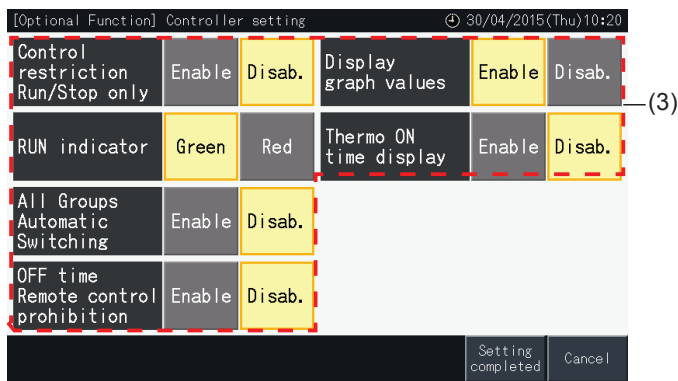 [Optional Function] Controller setting
30/04/2015(Thu)10:20
Control
restriction
Run/Stop only
Enable
Disab.
Display
graph values
Enable
Disab.
(3)
RUN indicator
Green
Red
Thermo ON
time display
Enable
Disab.
All Groups
Automatic
Switching
Enable
Disab.
OFF time
Remote control
prohibition
Enable
Disab.
Setting
completed
Cancel